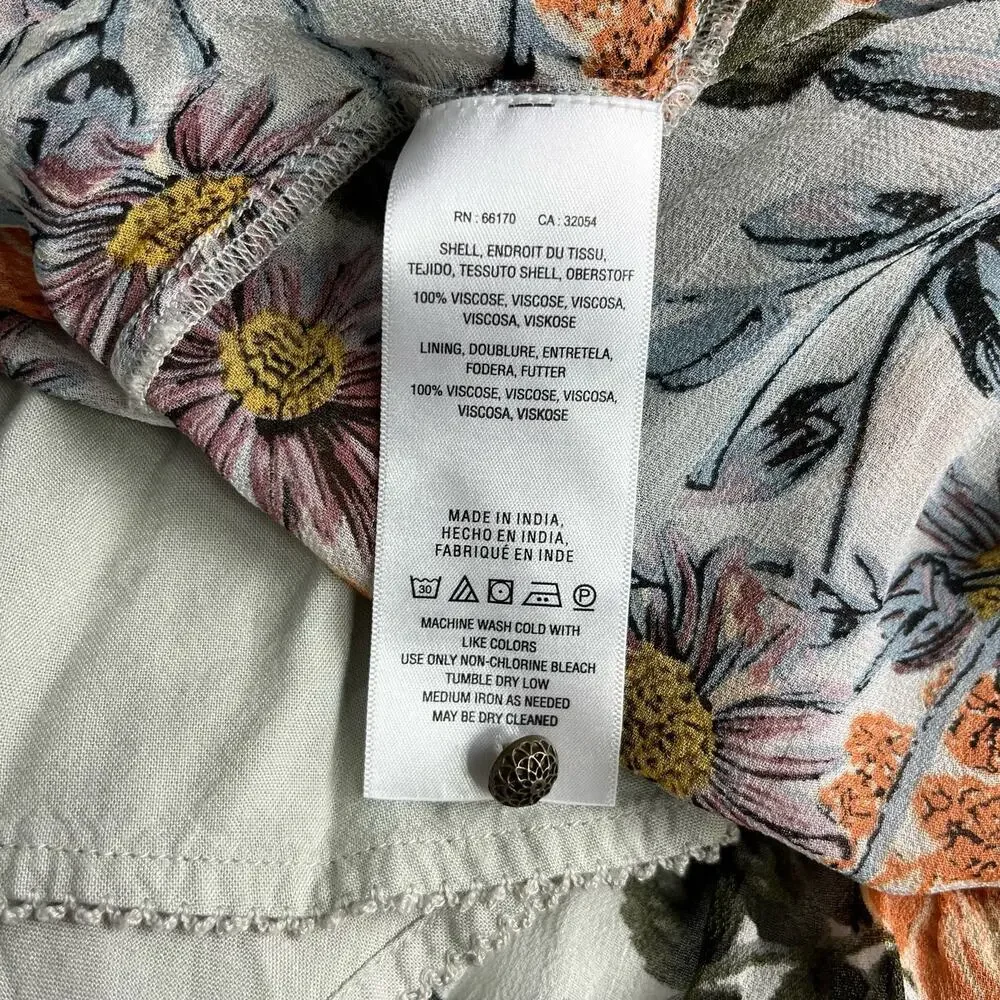 RN : 66170 CA : 32054
SHELL, ENDROIT DU TISSU,
TEJIDO, TESSUTO SHELL, OBERSTOFF
100% VISCOSE, VISCOSE, VISCOSA,
VISCOSA, VISKOSE
LINING, DOUBLURE, ENTRETELA,
FODERA, FUTTER
100% VISCOSE, VISCOSE, VISCOSA,
VISCOSA, VISKOSE
MADE IN INDIA,
HECHO EN INDIA,
FABRIQUÉ EN INDE
30 P
MACHINE WASH COLD WITH
LIKE COLORS
USE ONLY NON-CHLORINE BLEACH
TUMBLE DRY LOW
MEDIUM IRON AS NEEDED
MAY BE DRY CLEANED